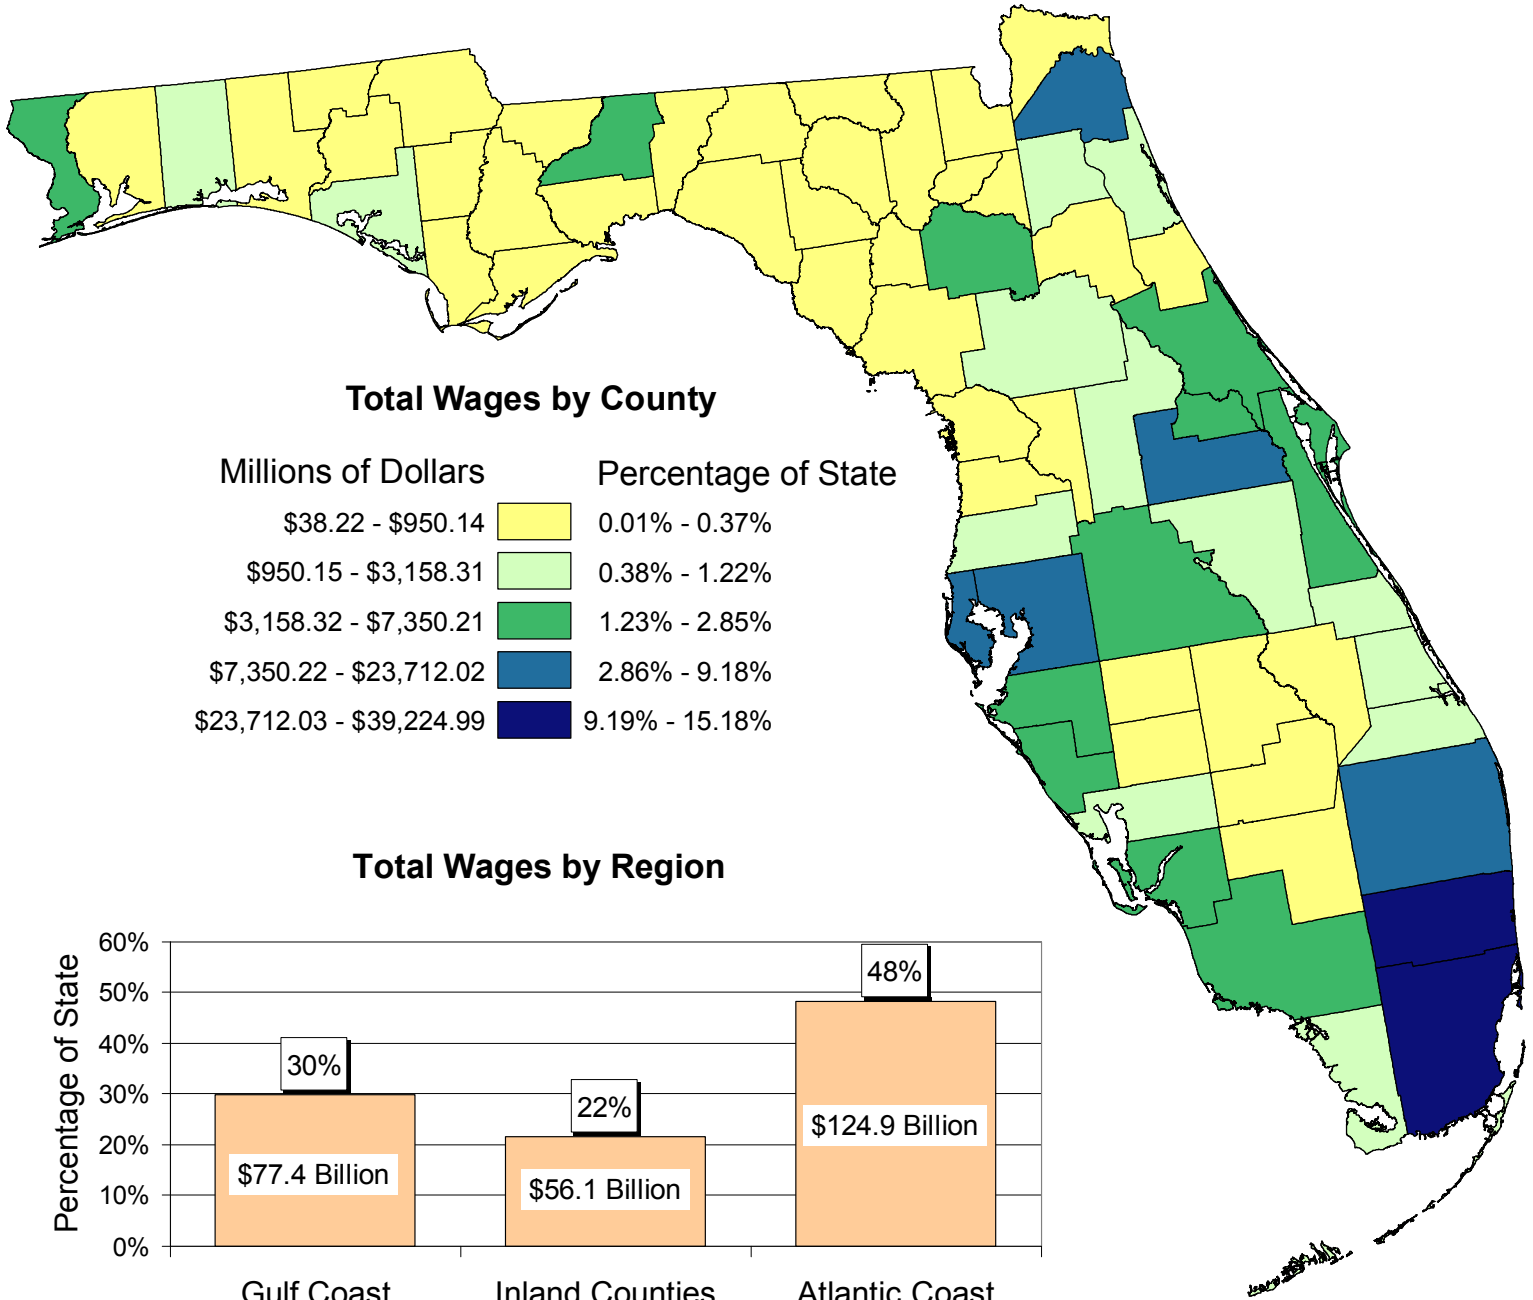 Total Wages by County
Millions of Dollars Percentage of State
$38.22 - $950.14 0.01% - 0.37%
$950.15 - $3,158.31 0.38% - 1.22%
$3,158.32 - $7,350.21 1.23% - 2.85%
$7,350.22 - $23,712.02 2.86% - 9.18%
$23,712.03 - $39,224.99 9.19% - 15.18%
Total Wages by Region
Percentage of State
60%
50%
40%
30%
20%
10%
0%
30%
$77.4 Billion
22%
$56.1 Billion
48%
$124.9 Billion
Gulf Coast Inland Counties Atlantic Coast